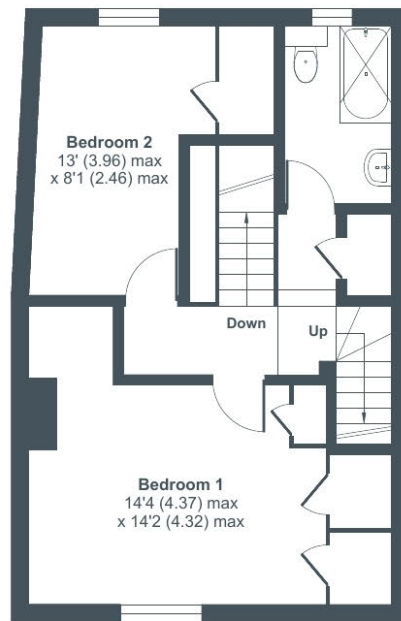 Bedroom 2
13' (3.96) max
x 8'1 (2.46) max
Down
Up
Bedroom 1
14'4 (4.37) max
x 14'2 (4.32) max